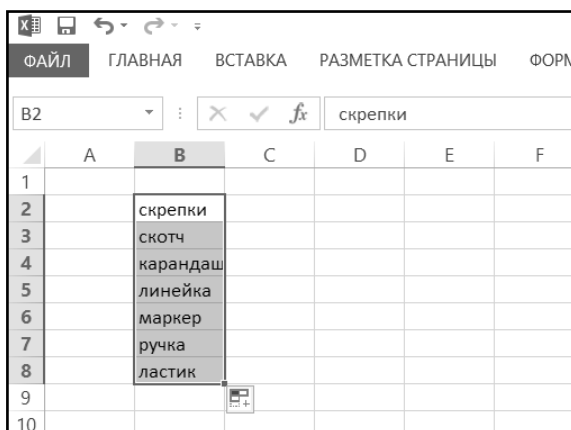 ФАЙЛ ГЛАВНАЯ ВСТАВКА РАЗМЕТКА СТРАНИЦЫ ФОРМ
B2 fx скрепки
A B C D E F
1
2 скрепки
3 скотч
4 карандаш
5 линейка
6 маркер
7 ручка
8 ластик
9
10